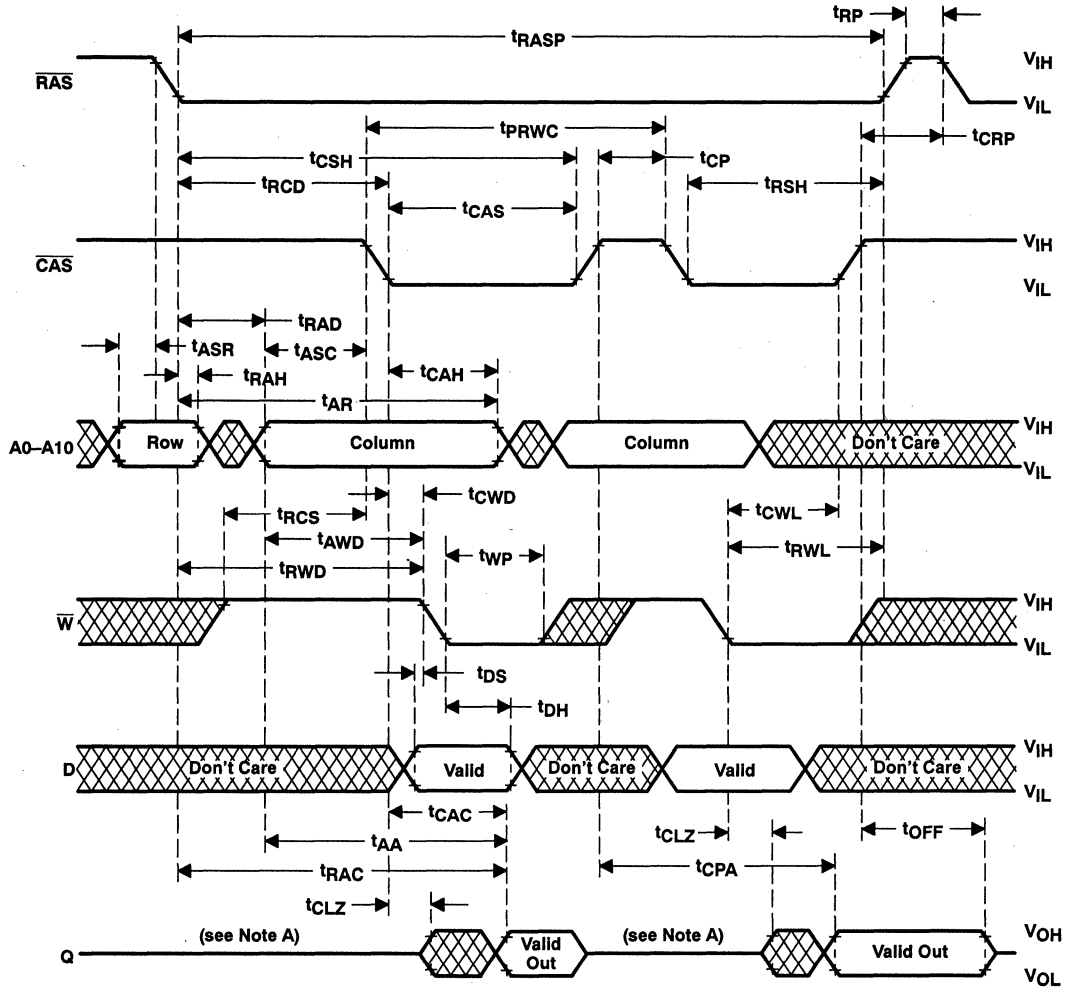 tRP
tRASP
RAS
VIH
VIL
tPRWC
tCRP
tCSH
tCP
tRCD
tRSH
tCAS
CAS
VIH
VIL
tRAD
tASR
tASC
tRAH
tCAH
tAR
A0–A10
Row
Column
Column
Don't Care
VIH
VIL
tCWD
tRCS
tCWL
tAWD
tWP
tRWL
tRWD
W
VIH
VIL
tDS
tDH
D
Don't Care
Valid
Don't Care
Valid
Don't Care
VIH
VIL
tCAC
tCLZ
tOFF
tAA
tCPA
tRAC
tCLZ
Q
(see Note A)
Valid
Out
(see Note A)
Valid Out
VOH
VOL